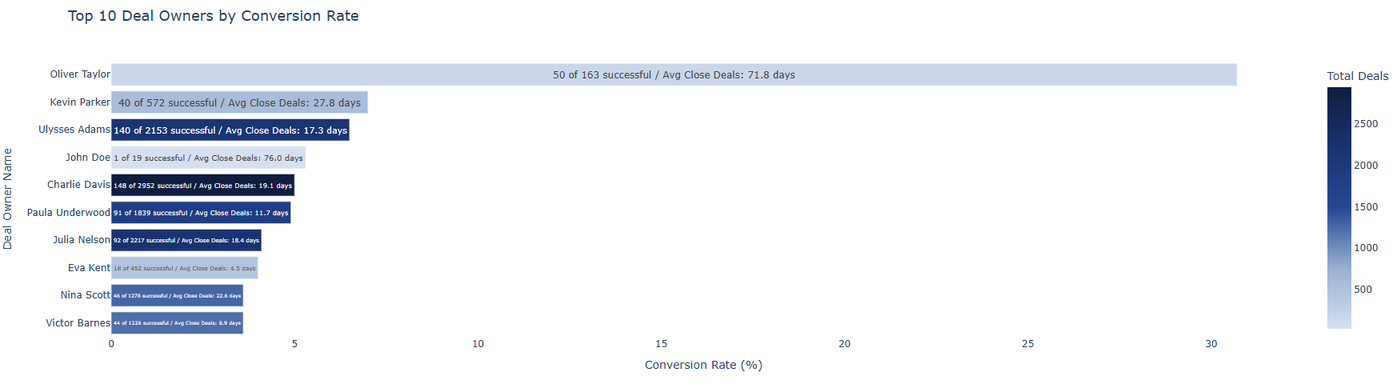 Top 10 Deal Owners by Conversion Rate
Total Deals
Deal Owner Name
Oliver Taylor 50 of 163 successful / Avg Close Deals: 71.8 days
Kevin Parker 40 of 572 successful / Avg Close Deals: 27.8 days
Ulysses Adams 140 of 2153 successful / Avg Close Deals: 17.3 days
John Doe 1 of 19 successful / Avg Close Deals: 76.0 days
Charlie Davis 148 of 2952 successful / Avg Close Deals: 19.1 days
Paula Underwood 91 of 1839 successful / Avg Close Deals: 11.7 days
Julia Nelson 92 of 2217 successful / Avg Close Deals: 18.4 days
Eva Kent 18 of 452 successful / Avg Close Deals: 4.5 days
Nina Scott 46 of 1278 successful / Avg Close Deals: 22.6 days
Victor Barnes 44 of 1226 successful / Avg Close Deals: 8.9 days
0 5 10 15 20 25 30
Conversion Rate (%)
2500
2000
1500
1000
500